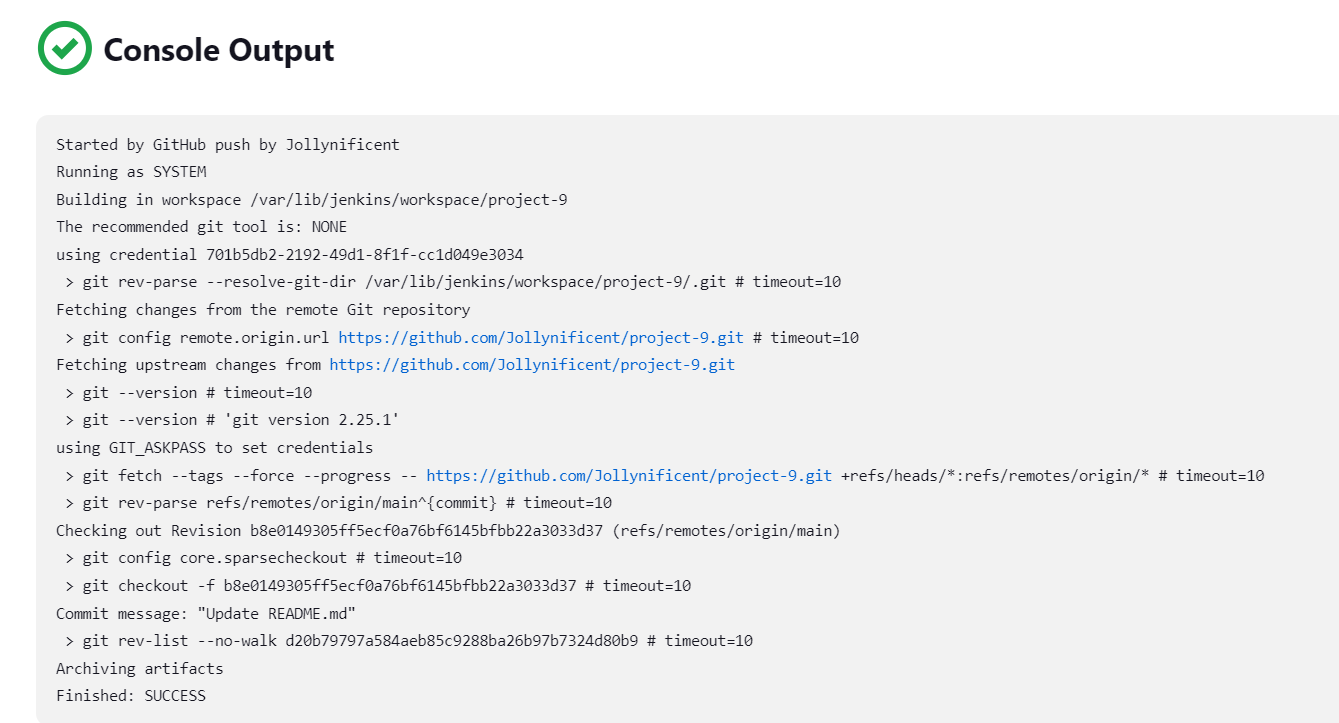 Console Output
Started by GitHub push by Jollynificent
Running as SYSTEM
Building in workspace /var/lib/jenkins/workspace/project-9
The recommended git tool is: NONE
using credential 701b5db2-2192-49d1-8f1f-cc1d049e3034
 > git rev-parse --resolve-git-dir /var/lib/jenkins/workspace/project-9/.git # timeout=10
Fetching changes from the remote Git repository
 > git config remote.origin.url https://github.com/Jollynificent/project-9.git # timeout=10
Fetching upstream changes from https://github.com/Jollynificent/project-9.git
 > git --version # timeout=10
 > git --version # 'git version 2.25.1'
using GIT_ASKPASS to set credentials
 > git fetch --tags --force --progress -- https://github.com/Jollynificent/project-9.git +refs/heads/*:refs/remotes/origin/* # timeout=10
 > git rev-parse refs/remotes/origin/main^{commit} # timeout=10
Checking out Revision b8e0149305ff5ecf0a76bf6145bfbb22a3033d37 (refs/remotes/origin/main)
 > git config core.sparsecheckout # timeout=10
 > git checkout -f b8e0149305ff5ecf0a76bf6145bfbb22a3033d37 # timeout=10
Commit message: "Update README.md"
 > git rev-list --no-walk d20b79797a584aeb85c9288ba26b97b7324d80b9 # timeout=10
Archiving artifacts
Finished: SUCCESS